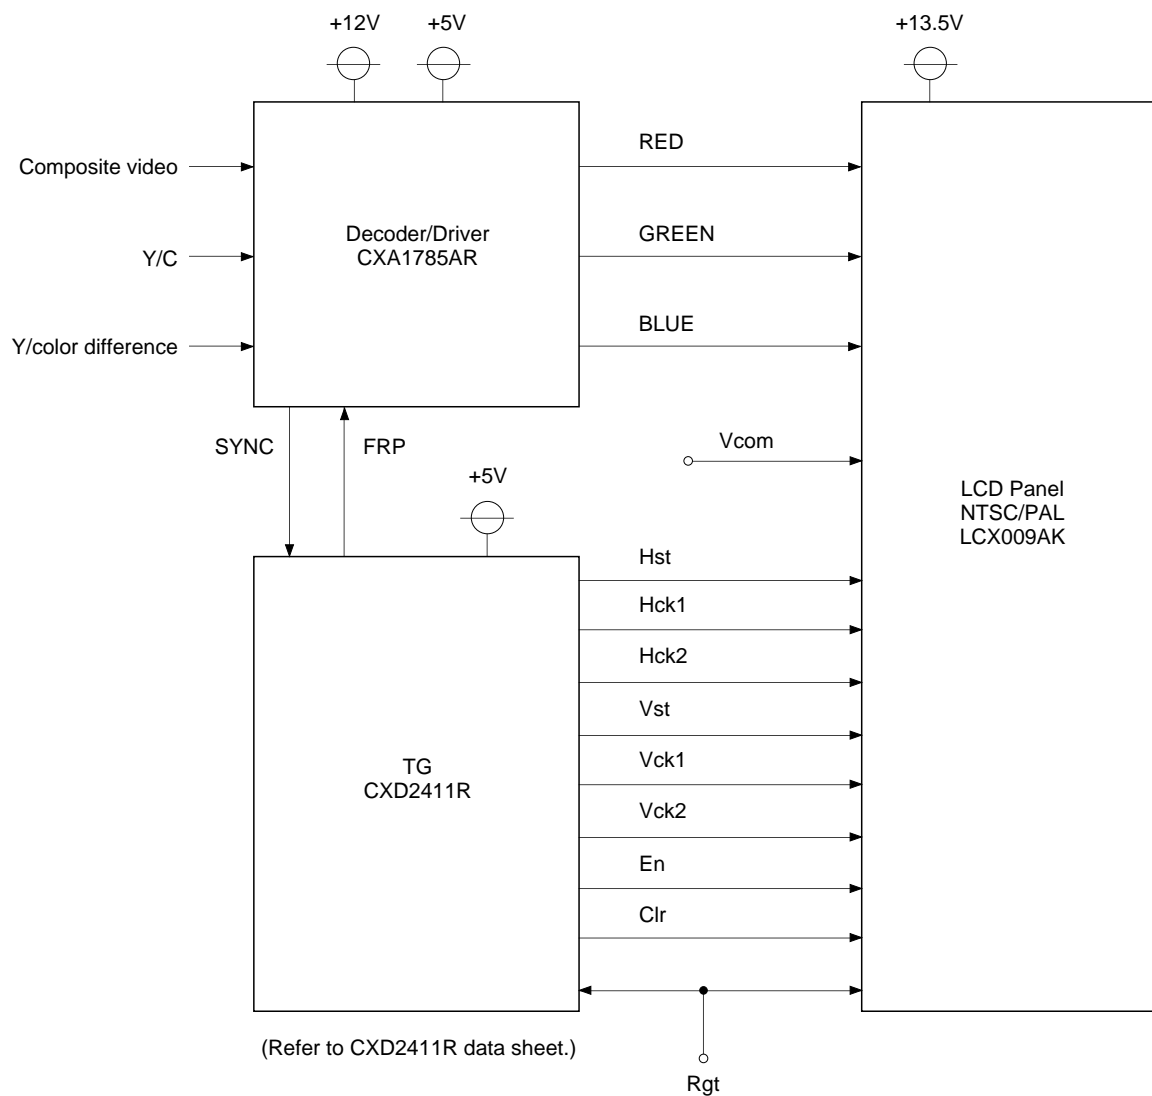 +12V
+5V
+13.5V
Composite video
Y/C
Y/color difference
Decoder/Driver
CXA1785AR
RED
GREEN
BLUE
SYNC
FRP
+5V
Vcom
LCD Panel
NTSC/PAL
LCX009AK
TG
CXD2411R
Hst
Hck1
Hck2
Vst
Vck1
Vck2
En
Clr
(Refer to CXD2411R data sheet.)
Rgt